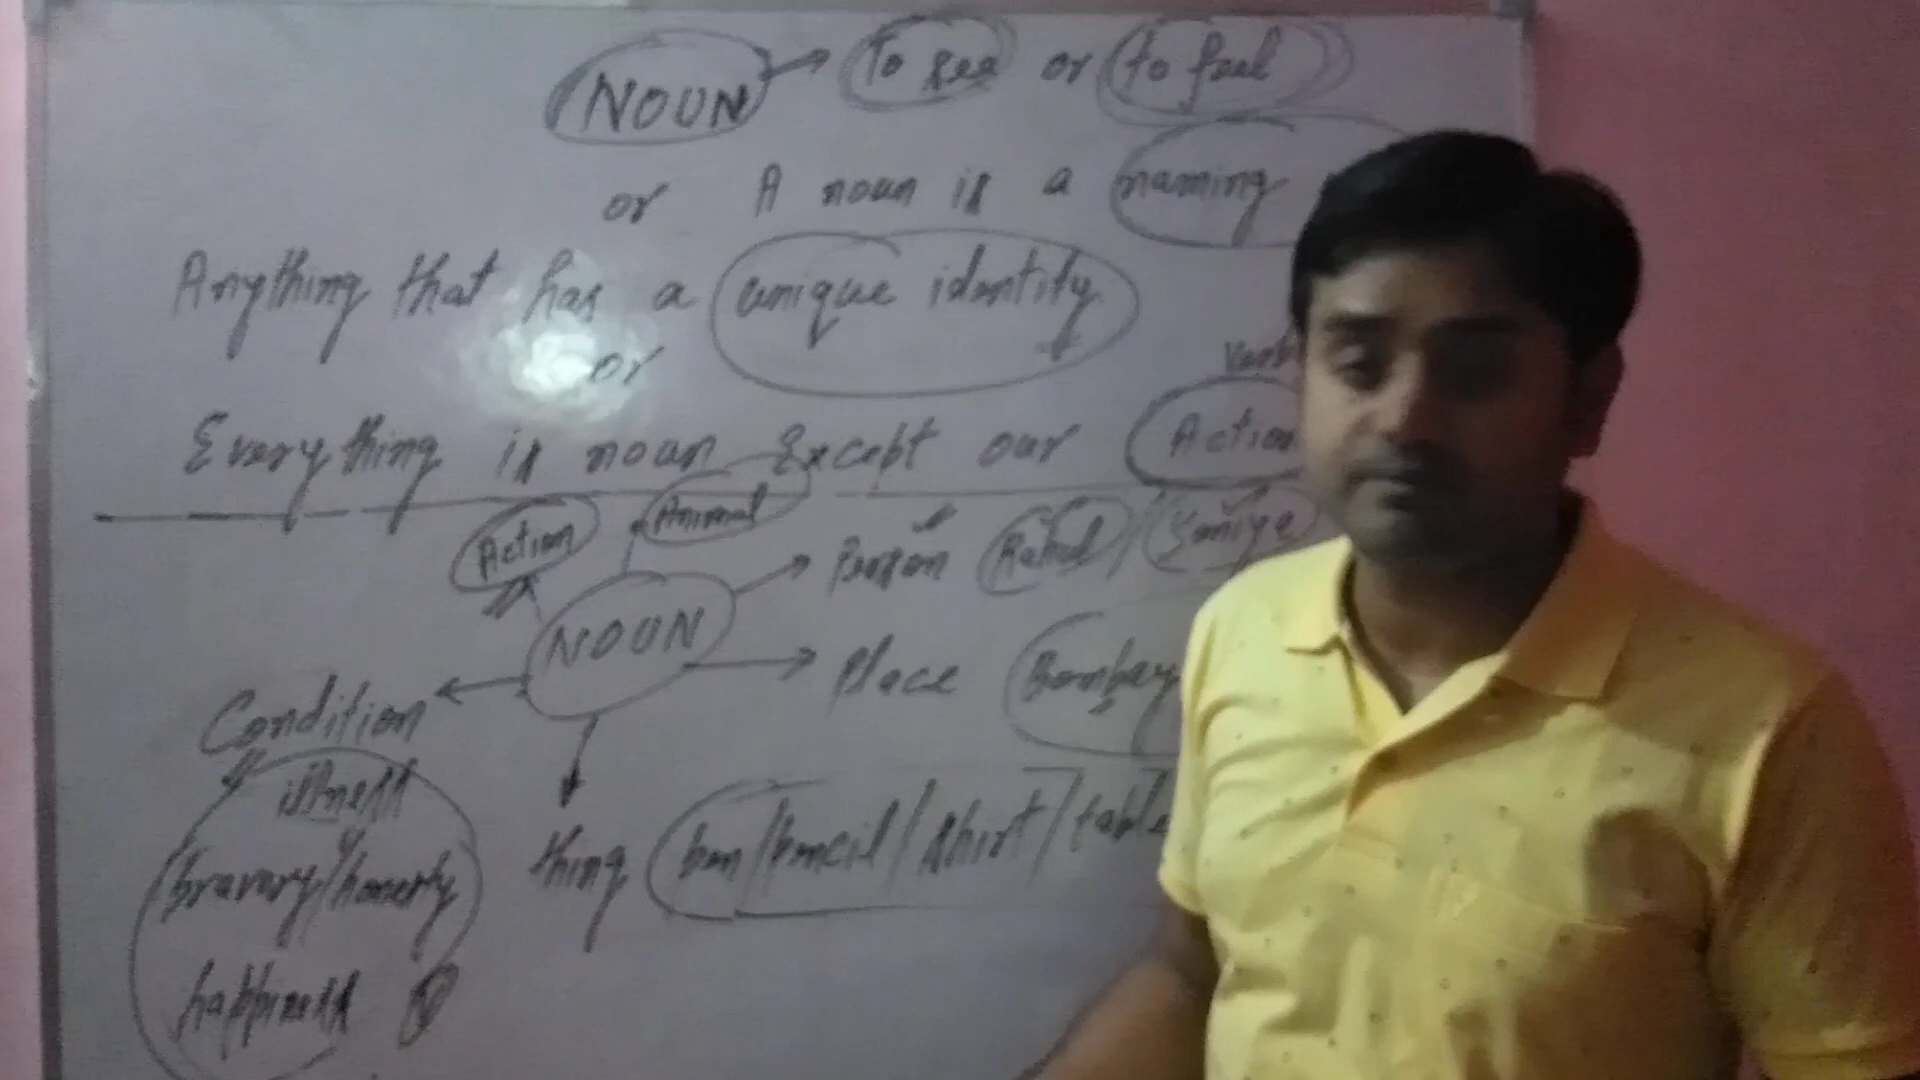 NOUN → To see or to feel
or A noun is a naming
Anything that has a unique identity
or
Verb
Everything is noun Except our Action
Action Animal
Person Rahul / Soniya
NOUN
Place Bombay
Condition
illness
bravery/honesty
happiness
thing pen/pencil/shirt/table